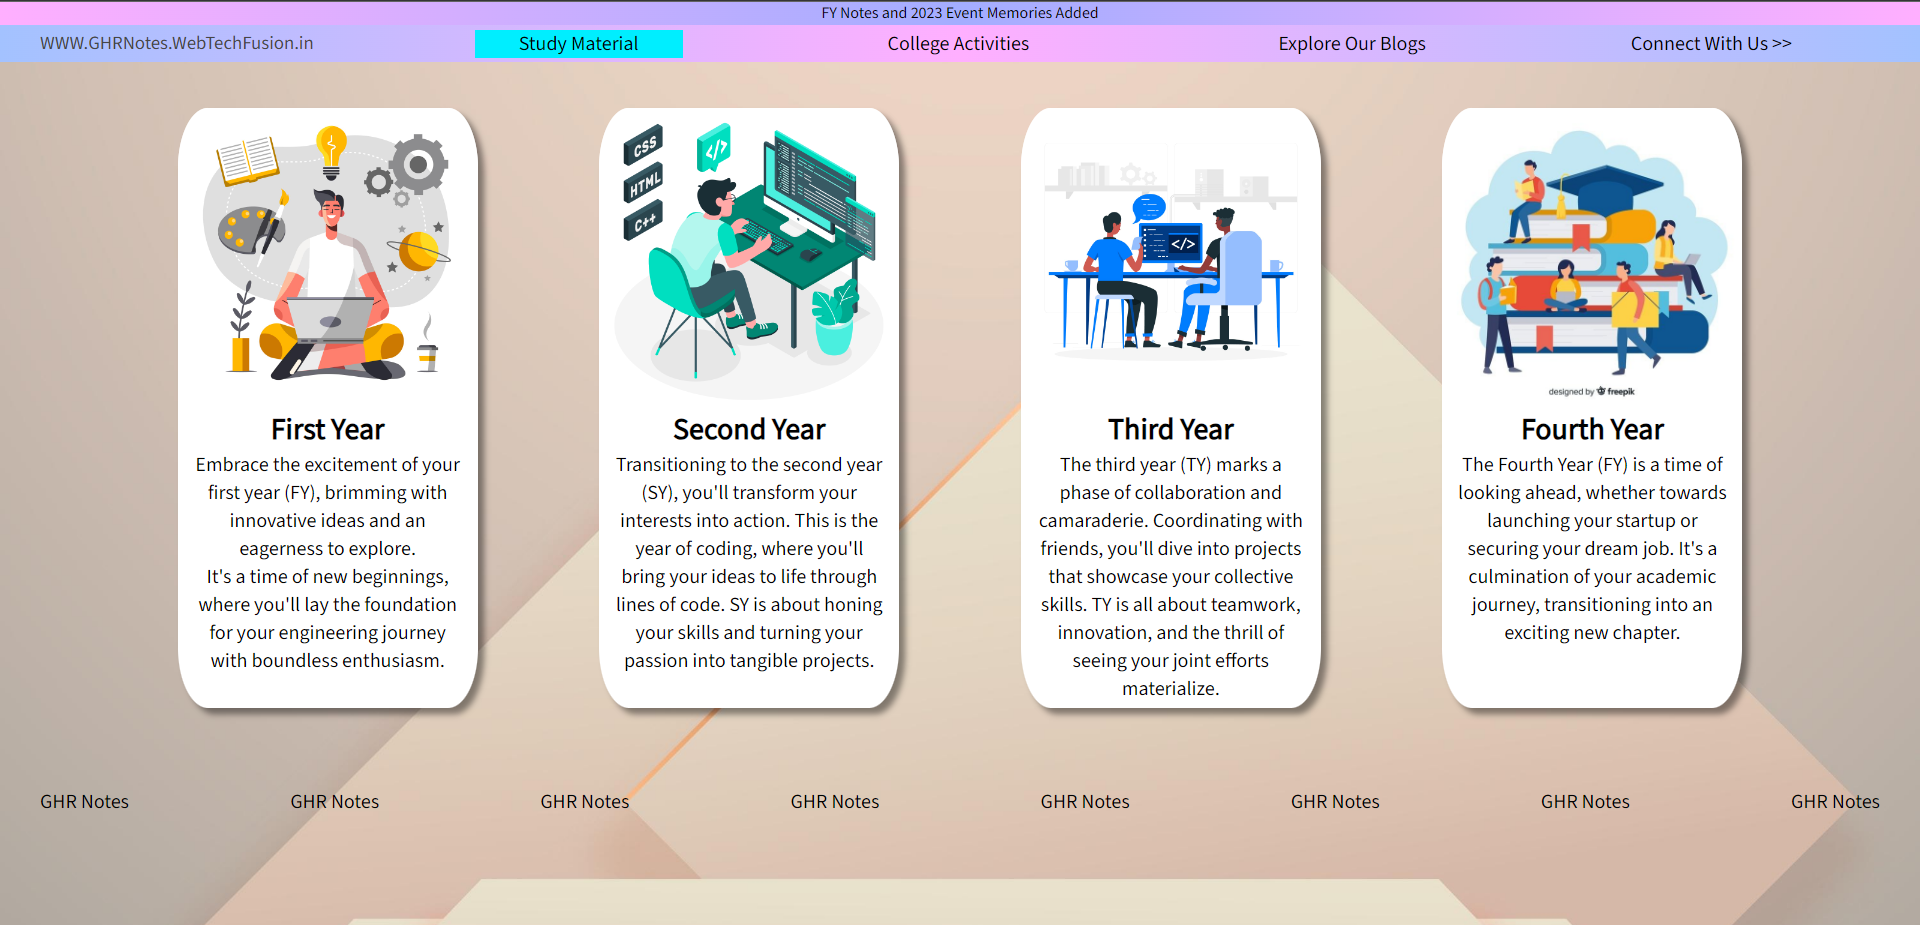 FY Notes and 2023 Event Memories Added
WWW.GHRNotes.WebTechFusion.in
Study Material
College Activities
Explore Our Blogs
Connect With Us >>
CSS
HTML
C++
</>
First Year
Embrace the excitement of your
first year (FY), brimming with
innovative ideas and an
eagerness to explore.
It's a time of new beginnings,
where you'll lay the foundation
for your engineering journey
with boundless enthusiasm.
Second Year
Transitioning to the second year
(SY), you'll transform your
interests into action. This is the
year of coding, where you'll
bring your ideas to life through
lines of code. SY is about honing
your skills and turning your
passion into tangible projects.
</>
Third Year
The third year (TY) marks a
phase of collaboration and
camaraderie. Coordinating with
friends, you'll dive into projects
that showcase your collective
skills. TY is all about teamwork,
innovation, and the thrill of
seeing your joint efforts
materialize.
designed by freepik
Fourth Year
The Fourth Year (FY) is a time of
looking ahead, whether towards
launching your startup or
securing your dream job. It's a
culmination of your academic
journey, transitioning into an
exciting new chapter.
GHR Notes
GHR Notes
GHR Notes
GHR Notes
GHR Notes
GHR Notes
GHR Notes
GHR Notes